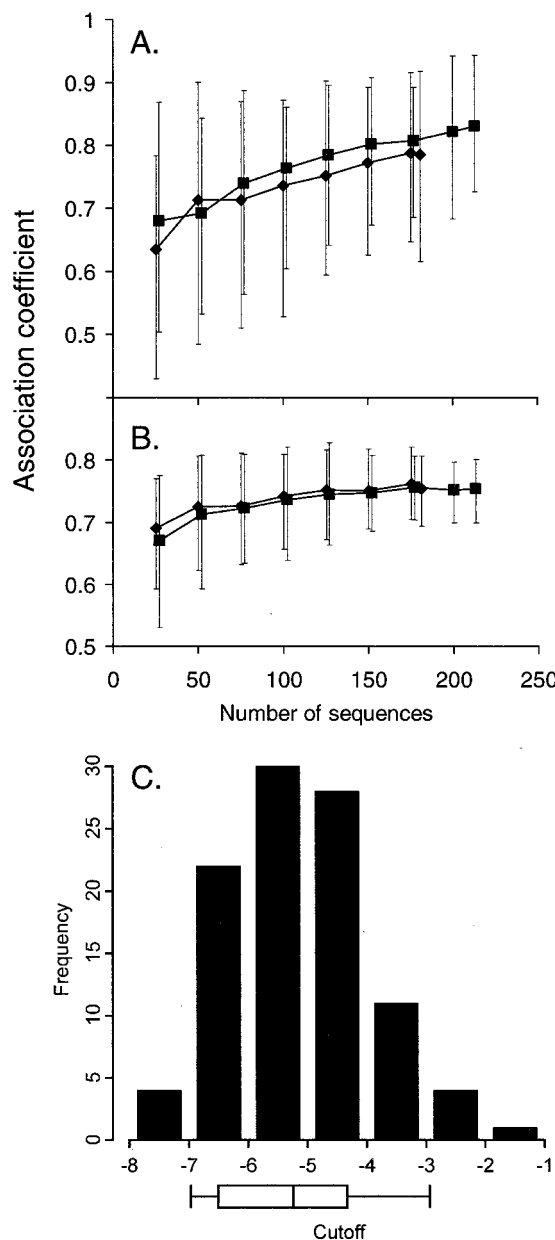 A.
1
0.9
0.8
0.7
0.6
0.5
Association coefficient
B.
0.8
0.7
0.6
0.5
0 50 100 150 200 250
Number of sequences
C.
30
25
20
15
10
5
0
Frequency
-8 -7 -6 -5 -4 -3 -2 -1
Cutoff